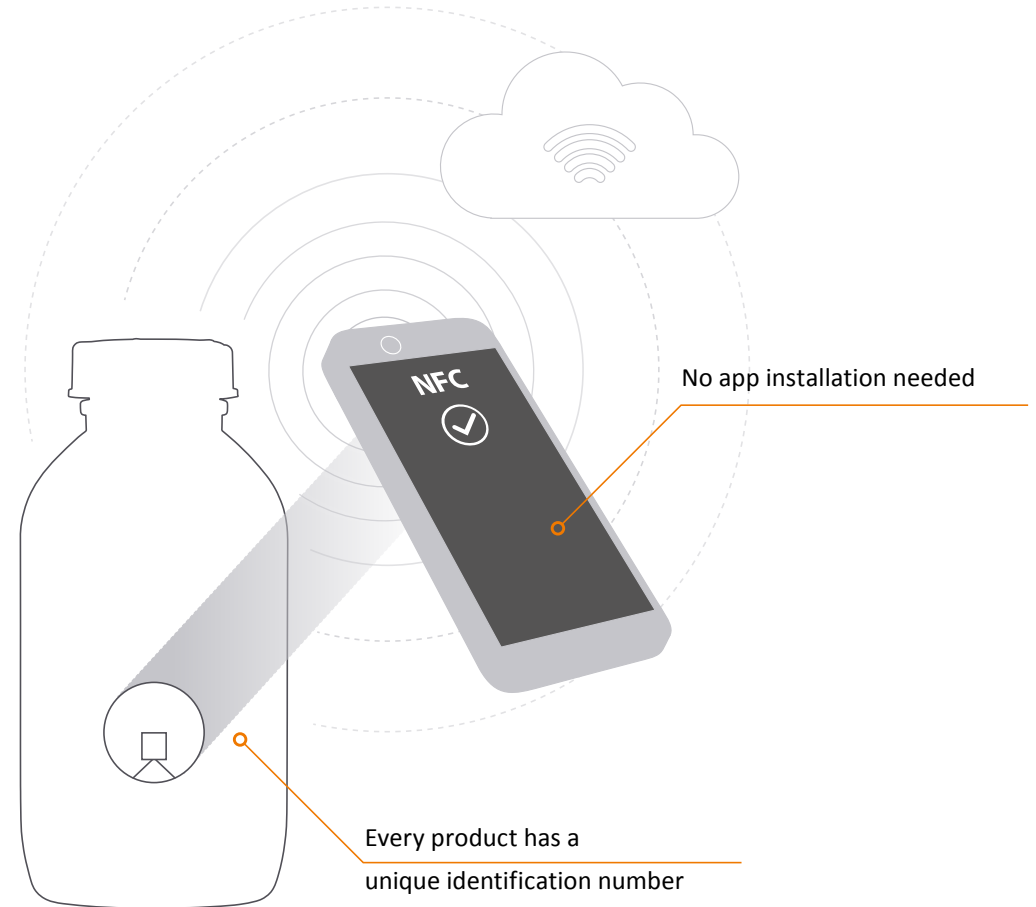 NFC
No app installation needed
Every product has a
unique identification number